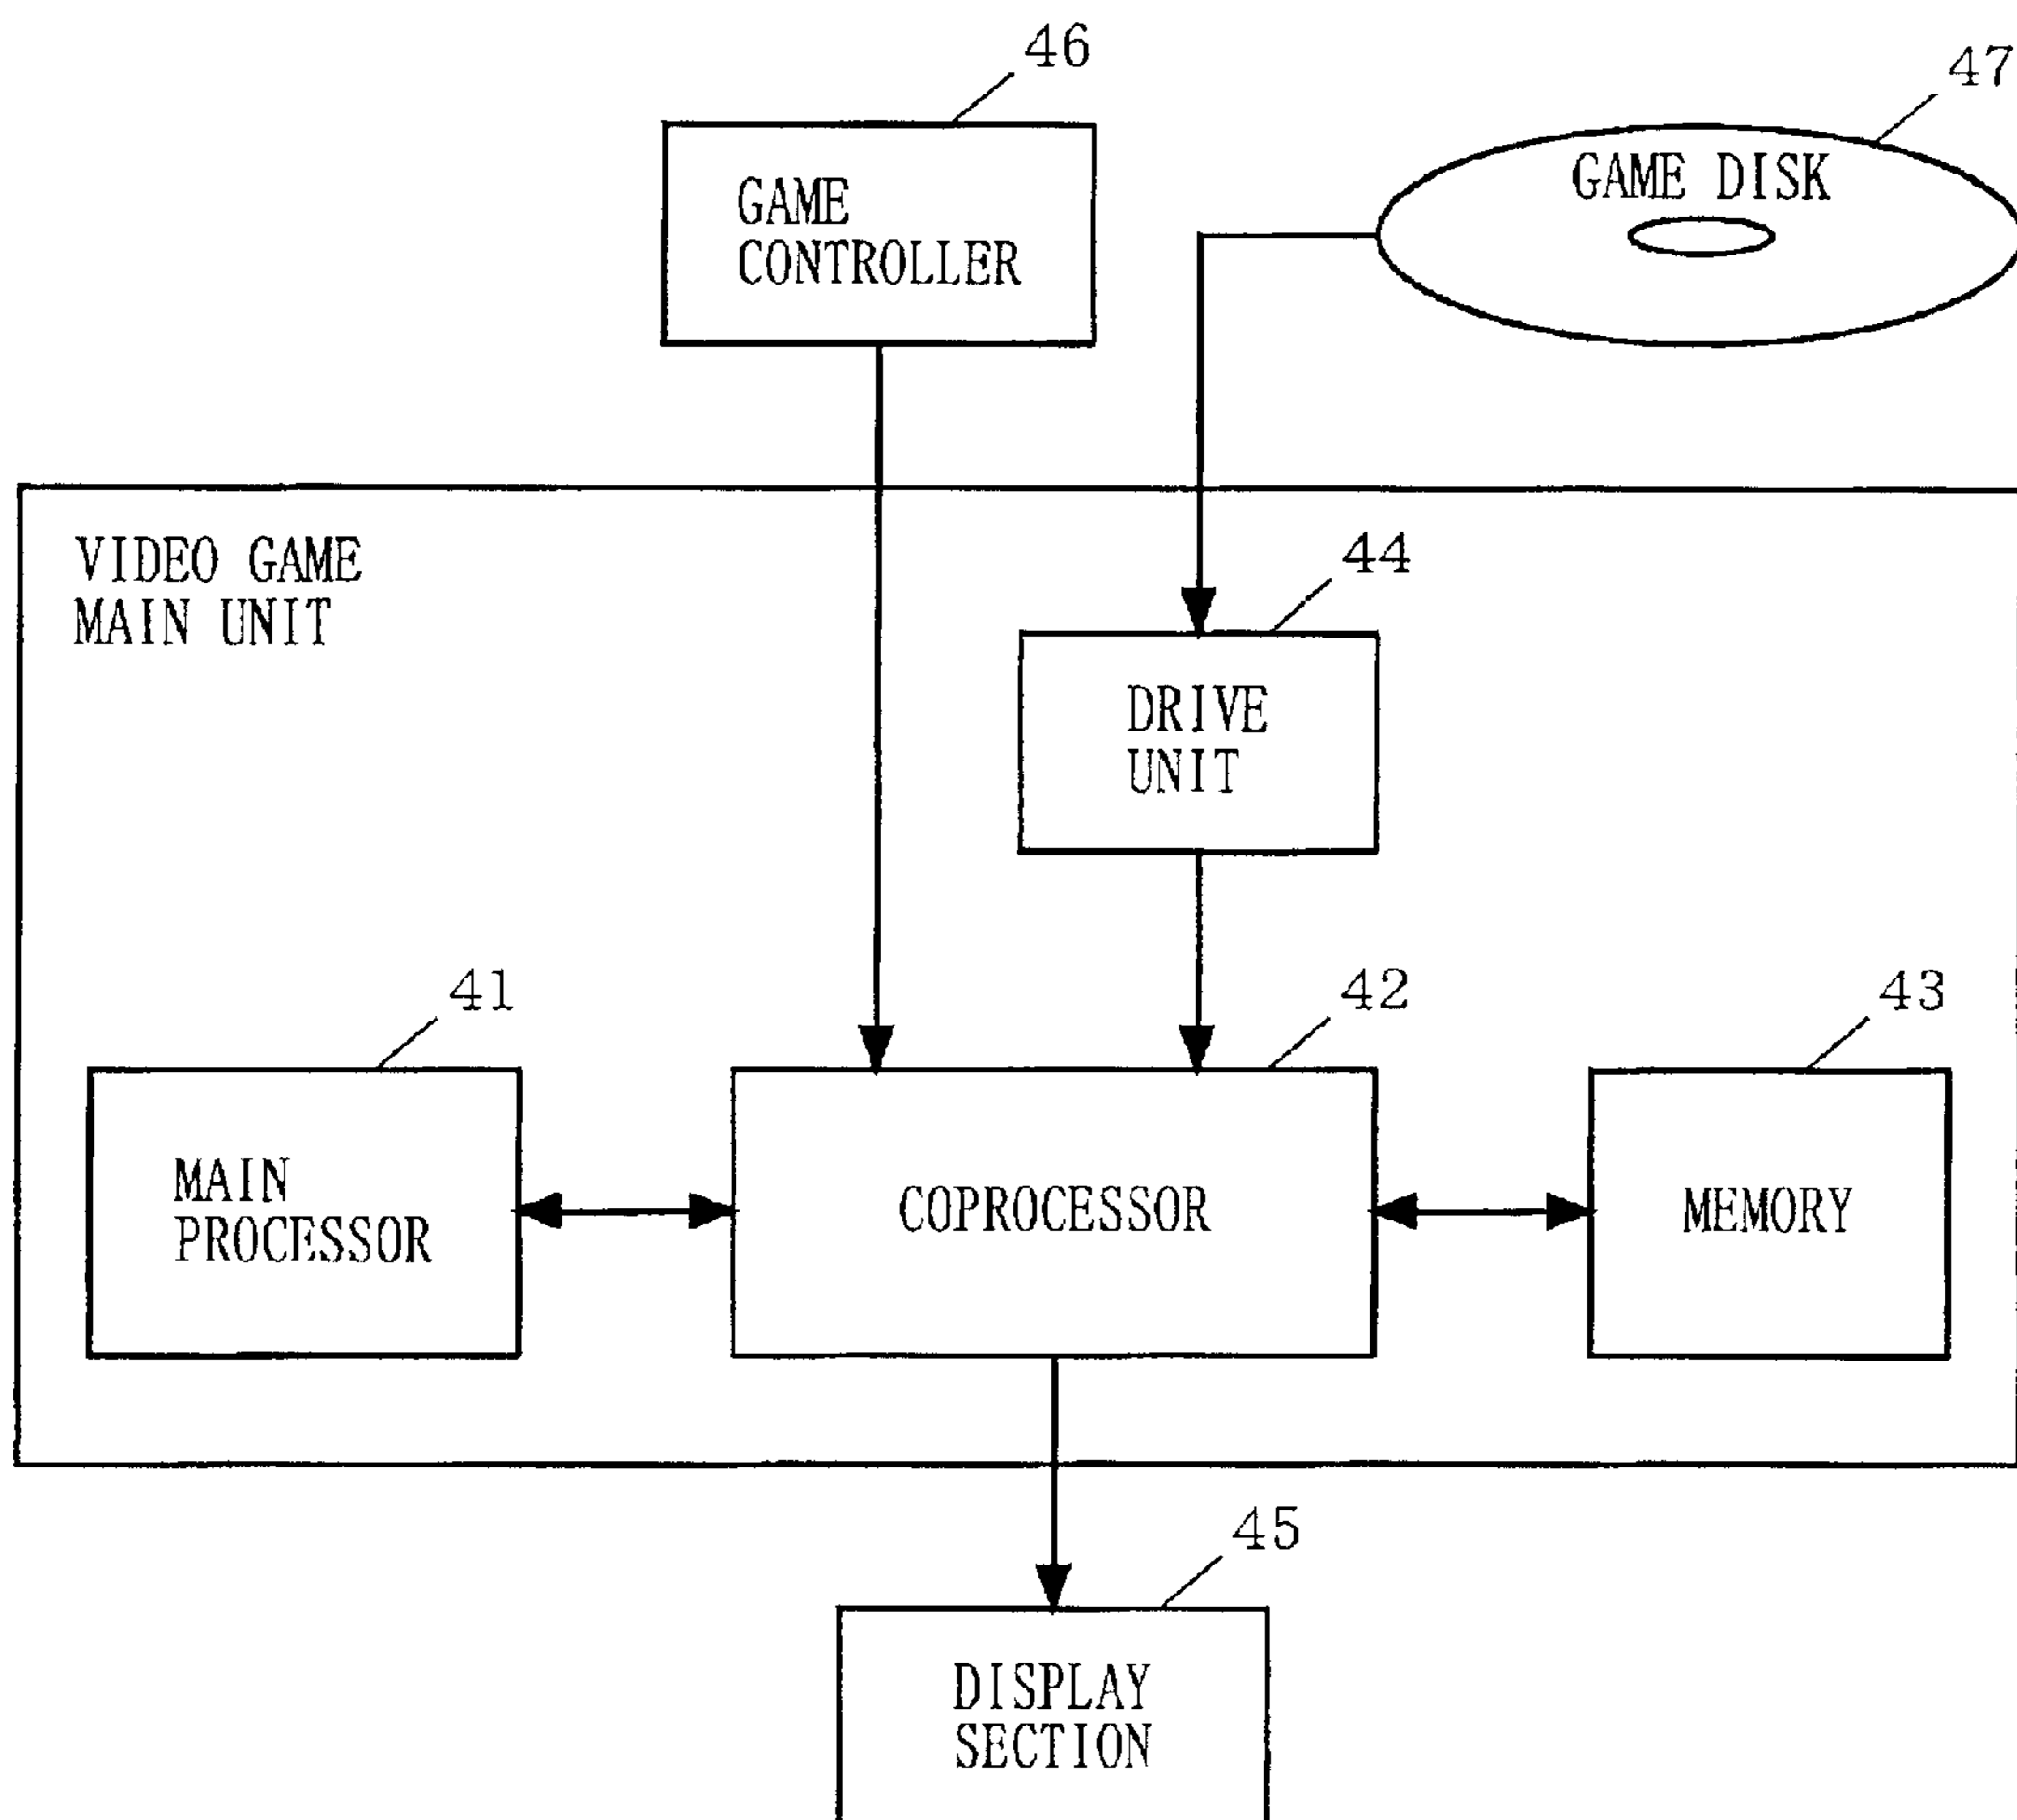 46
47
GAME DISK
GAME
CONTROLLER
VIDEO GAME
MAIN UNIT
44
DRIVE
UNIT
41
42
43
MAIN
PROCESSOR
COPROCESSOR
MEMORY
45
DISPLAY
SECTION